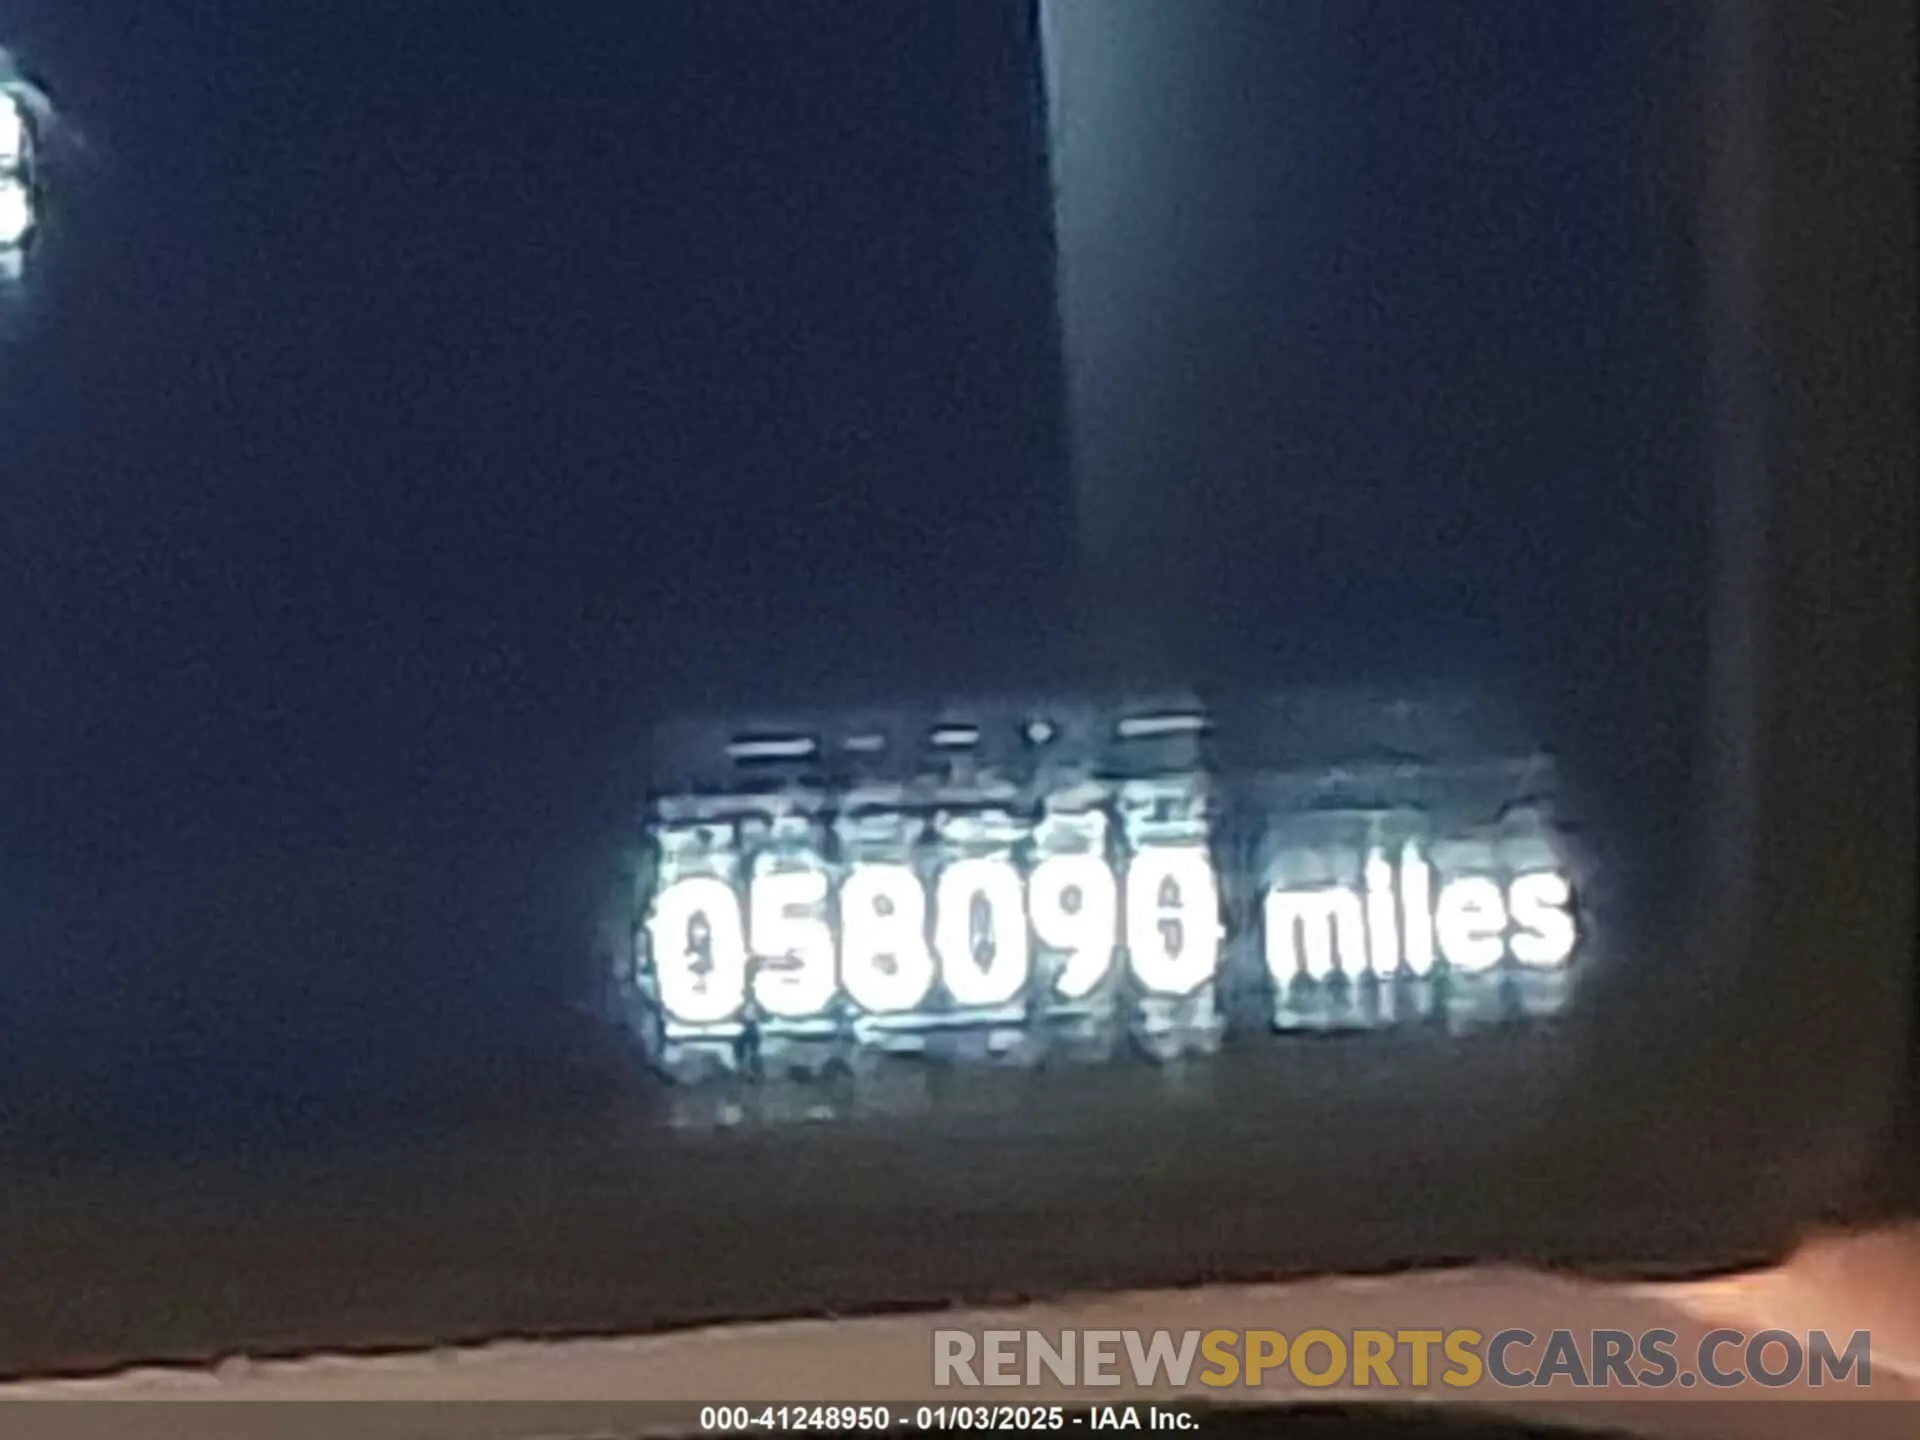 058090 miles
RENEWSPORTSCARS.COM
000-41248950 - 01/03/2025 - IAA Inc.